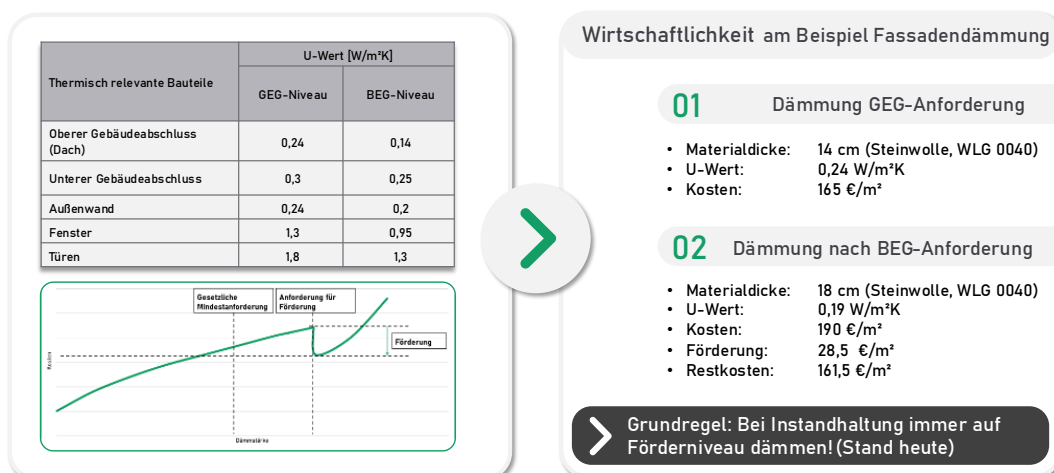 Thermisch relevante Bauteile
U-Wert [W/m²K]
GEG-Niveau
BEG-Niveau
Oberer Gebäudeabschluss
(Dach)
0,24
0,14
Unterer Gebäudeabschluss
0,3
0,25
Außenwand
0,24
0,2
Fenster
1,3
0,95
Türen
1,8
1,3
Gesetzliche
Mindestanforderung
Anforderung für
Förderung
Förderung
Kosten
Dämmstärke
Wirtschaftlichkeit am Beispiel Fassadendämmung
01 Dämmung GEG-Anforderung
• Materialdicke: 14 cm (Steinwolle, WLG 0040)
• U-Wert: 0,24 W/m²K
• Kosten: 165 €/m²
02 Dämmung nach BEG-Anforderung
• Materialdicke: 18 cm (Steinwolle, WLG 0040)
• U-Wert: 0,19 W/m²K
• Kosten: 190 €/m²
• Förderung: 28,5 €/m²
• Restkosten: 161,5 €/m²
Grundregel: Bei Instandhaltung immer auf
Förderniveau dämmen! (Stand heute)